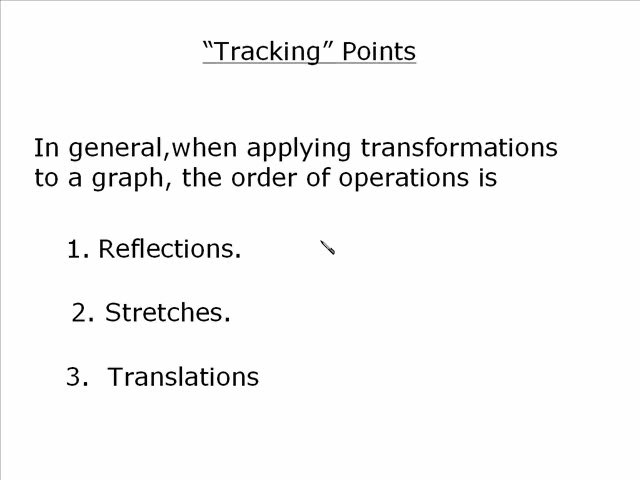 “Tracking” Points
In general,when applying transformations
to a graph, the order of operations is
1. Reflections.
2. Stretches.
3. Translations